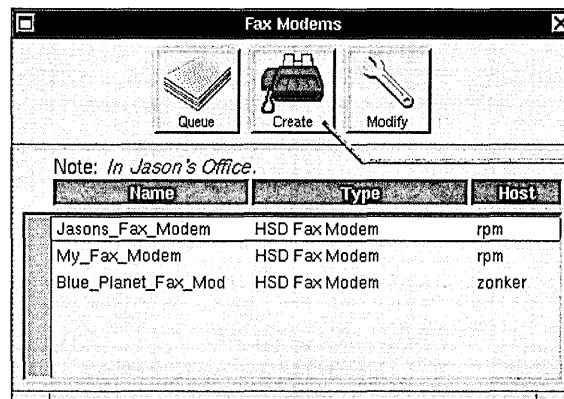 Fax Modems
Queue Create Modify
Note: In Jason's Office.
Name Type Host
Jasons_Fax_Modem HSD Fax Modem rpm
My_Fax_Modem HSD Fax Modem rpm
Blue_Planet_Fax_Mod HSD Fax Modem zonker